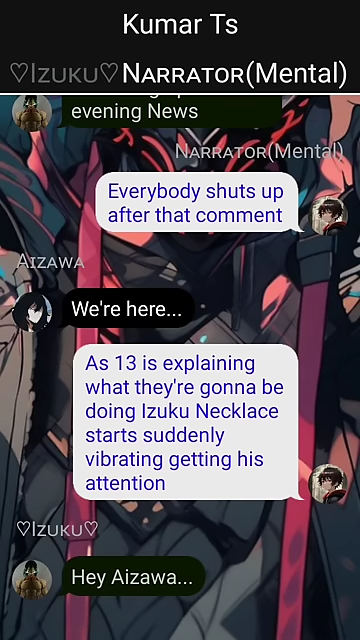 Kumar Ts
♡Izuku♡ Narrator(Mental)
evening News
Narrator(Mental)
Everybody shuts up
after that comment
Aizawa
We're here...
As 13 is explaining
what they're gonna be
doing Izuku Necklace
starts suddenly
vibrating getting his
attention
♡Izuku♡
Hey Aizawa...